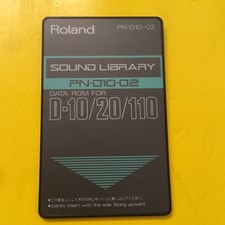 Roland PN-D10-02
SOUND LIBRARY
PN-D10-02
DATA ROM FOR
D-10/20/110
●Gently insert with this side facing upward.